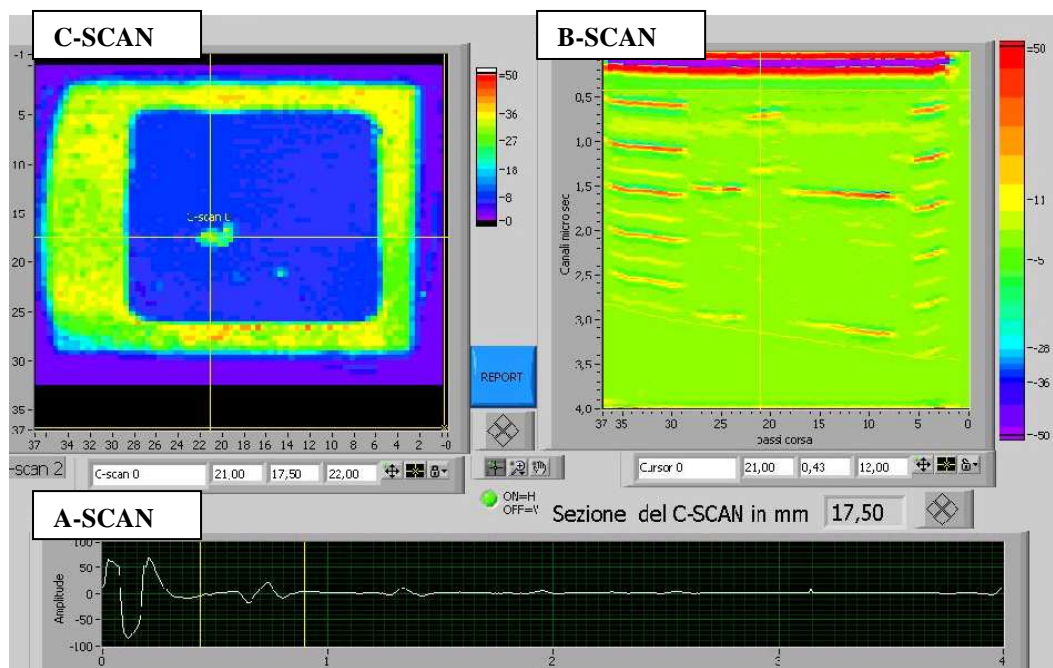 C-SCAN
-1
5
10
15
20
25
30
35
37
C-scan 0
37 34 32 30 28 26 24 22 20 18 16 14 12 10 8 6 4 2 -0
=50
-36
-27
-18
-8
-0
REPORT
-scan 2
C-scan 0
21,00
17,50
22,00
B-SCAN
Canali micro sec
0,5
1,0
1,5
2,0
2,5
3,0
3,5
4,0
37 35 30 25 20 15 10 5 0
passi corsa
=50
-36
-28
-11
--5
--20
--28
--36
--50
Cursor 0
21,00
0,43
12,00
ON=H
OFF=V
Sezione del C-SCAN in mm
17,50
A-SCAN
Amplitude
100
50
0
-50
-100
0 1 2 3 4